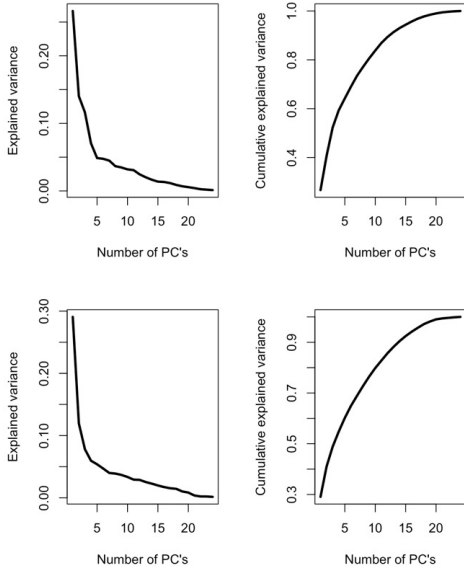 Explained variance
0.00 0.10 0.20
5 10 15 20
Number of PC's
Cumulative explained variance
0.4 0.6 0.8 1.0
5 10 15 20
Number of PC's
Explained variance
0.00 0.10 0.20 0.30
5 10 15 20
Number of PC's
Cumulative explained variance
0.3 0.5 0.7 0.9
5 10 15 20
Number of PC's